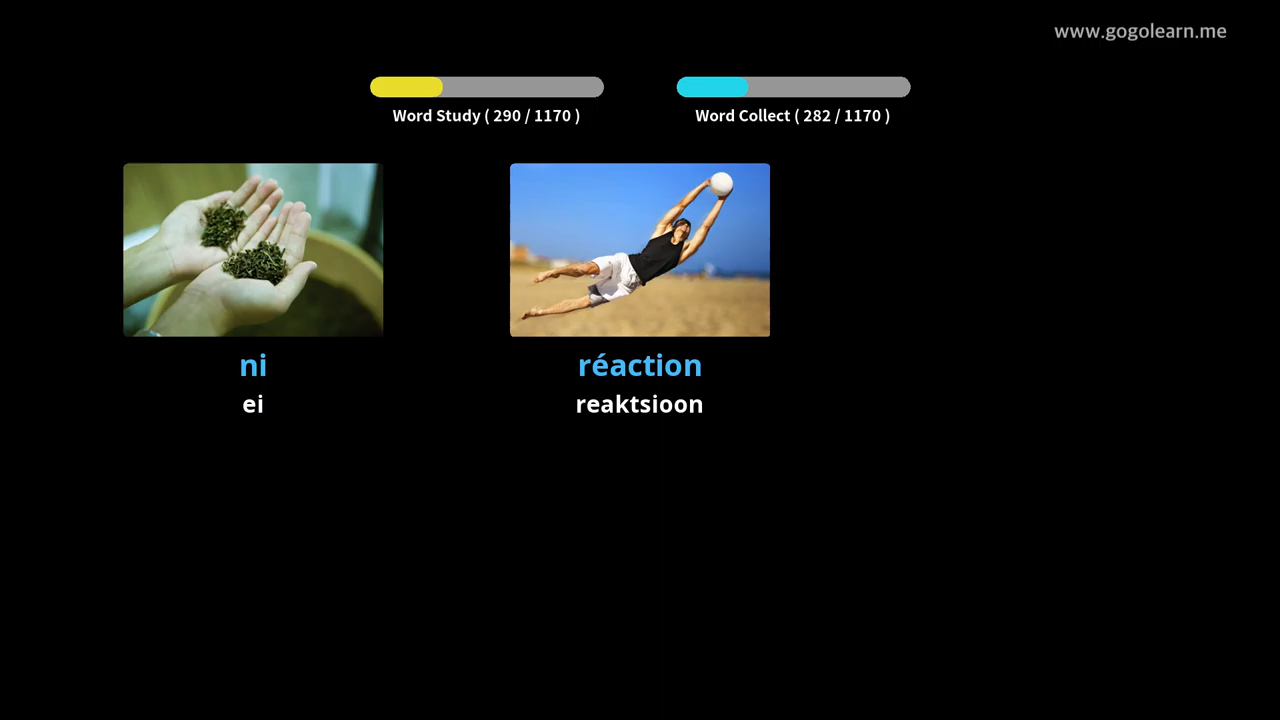 www.gogolearn.me
Word Study ( 290 / 1170 )
Word Collect ( 282 / 1170 )
ni
ei
réaction
reaktsioon